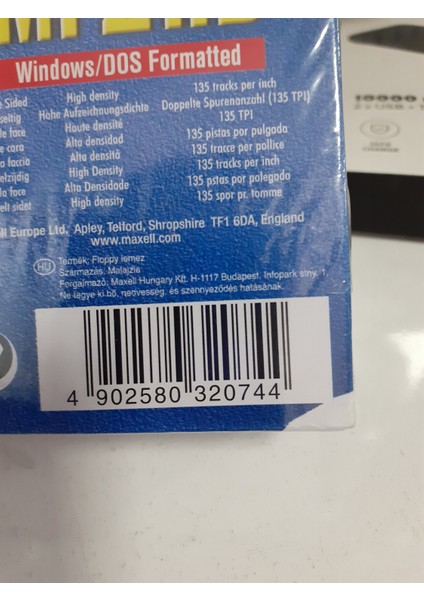 Windows/DOS Formatted
Sided High density 135 tracks per inch
seitig Hohe Aufzeichnungsdichte Doppelte Spurenanzahl (135 TPI)
face Haute densité 135 TPI
cara Alta densidad 135 pistas por pulgada
faccia Alta densità 135 tracce per pollice
High Density 135 tracks per inch
face Alta Densidade 135 pstas por polegado
sidet High density 135 spor pr. tomme
Europe Ltd. Apley, Telford, Shropshire TF1 6DA, England
www.maxell.com
HU Termék: Floppy lemez
Származás: Malajzia
Forgalmazó: Maxell Hungary Kft. H-1117 Budapest, Infopark stny. 1.
Ne tegye ki hő, nedvesség, és szennyeződés hatásának.
4 902580 320744